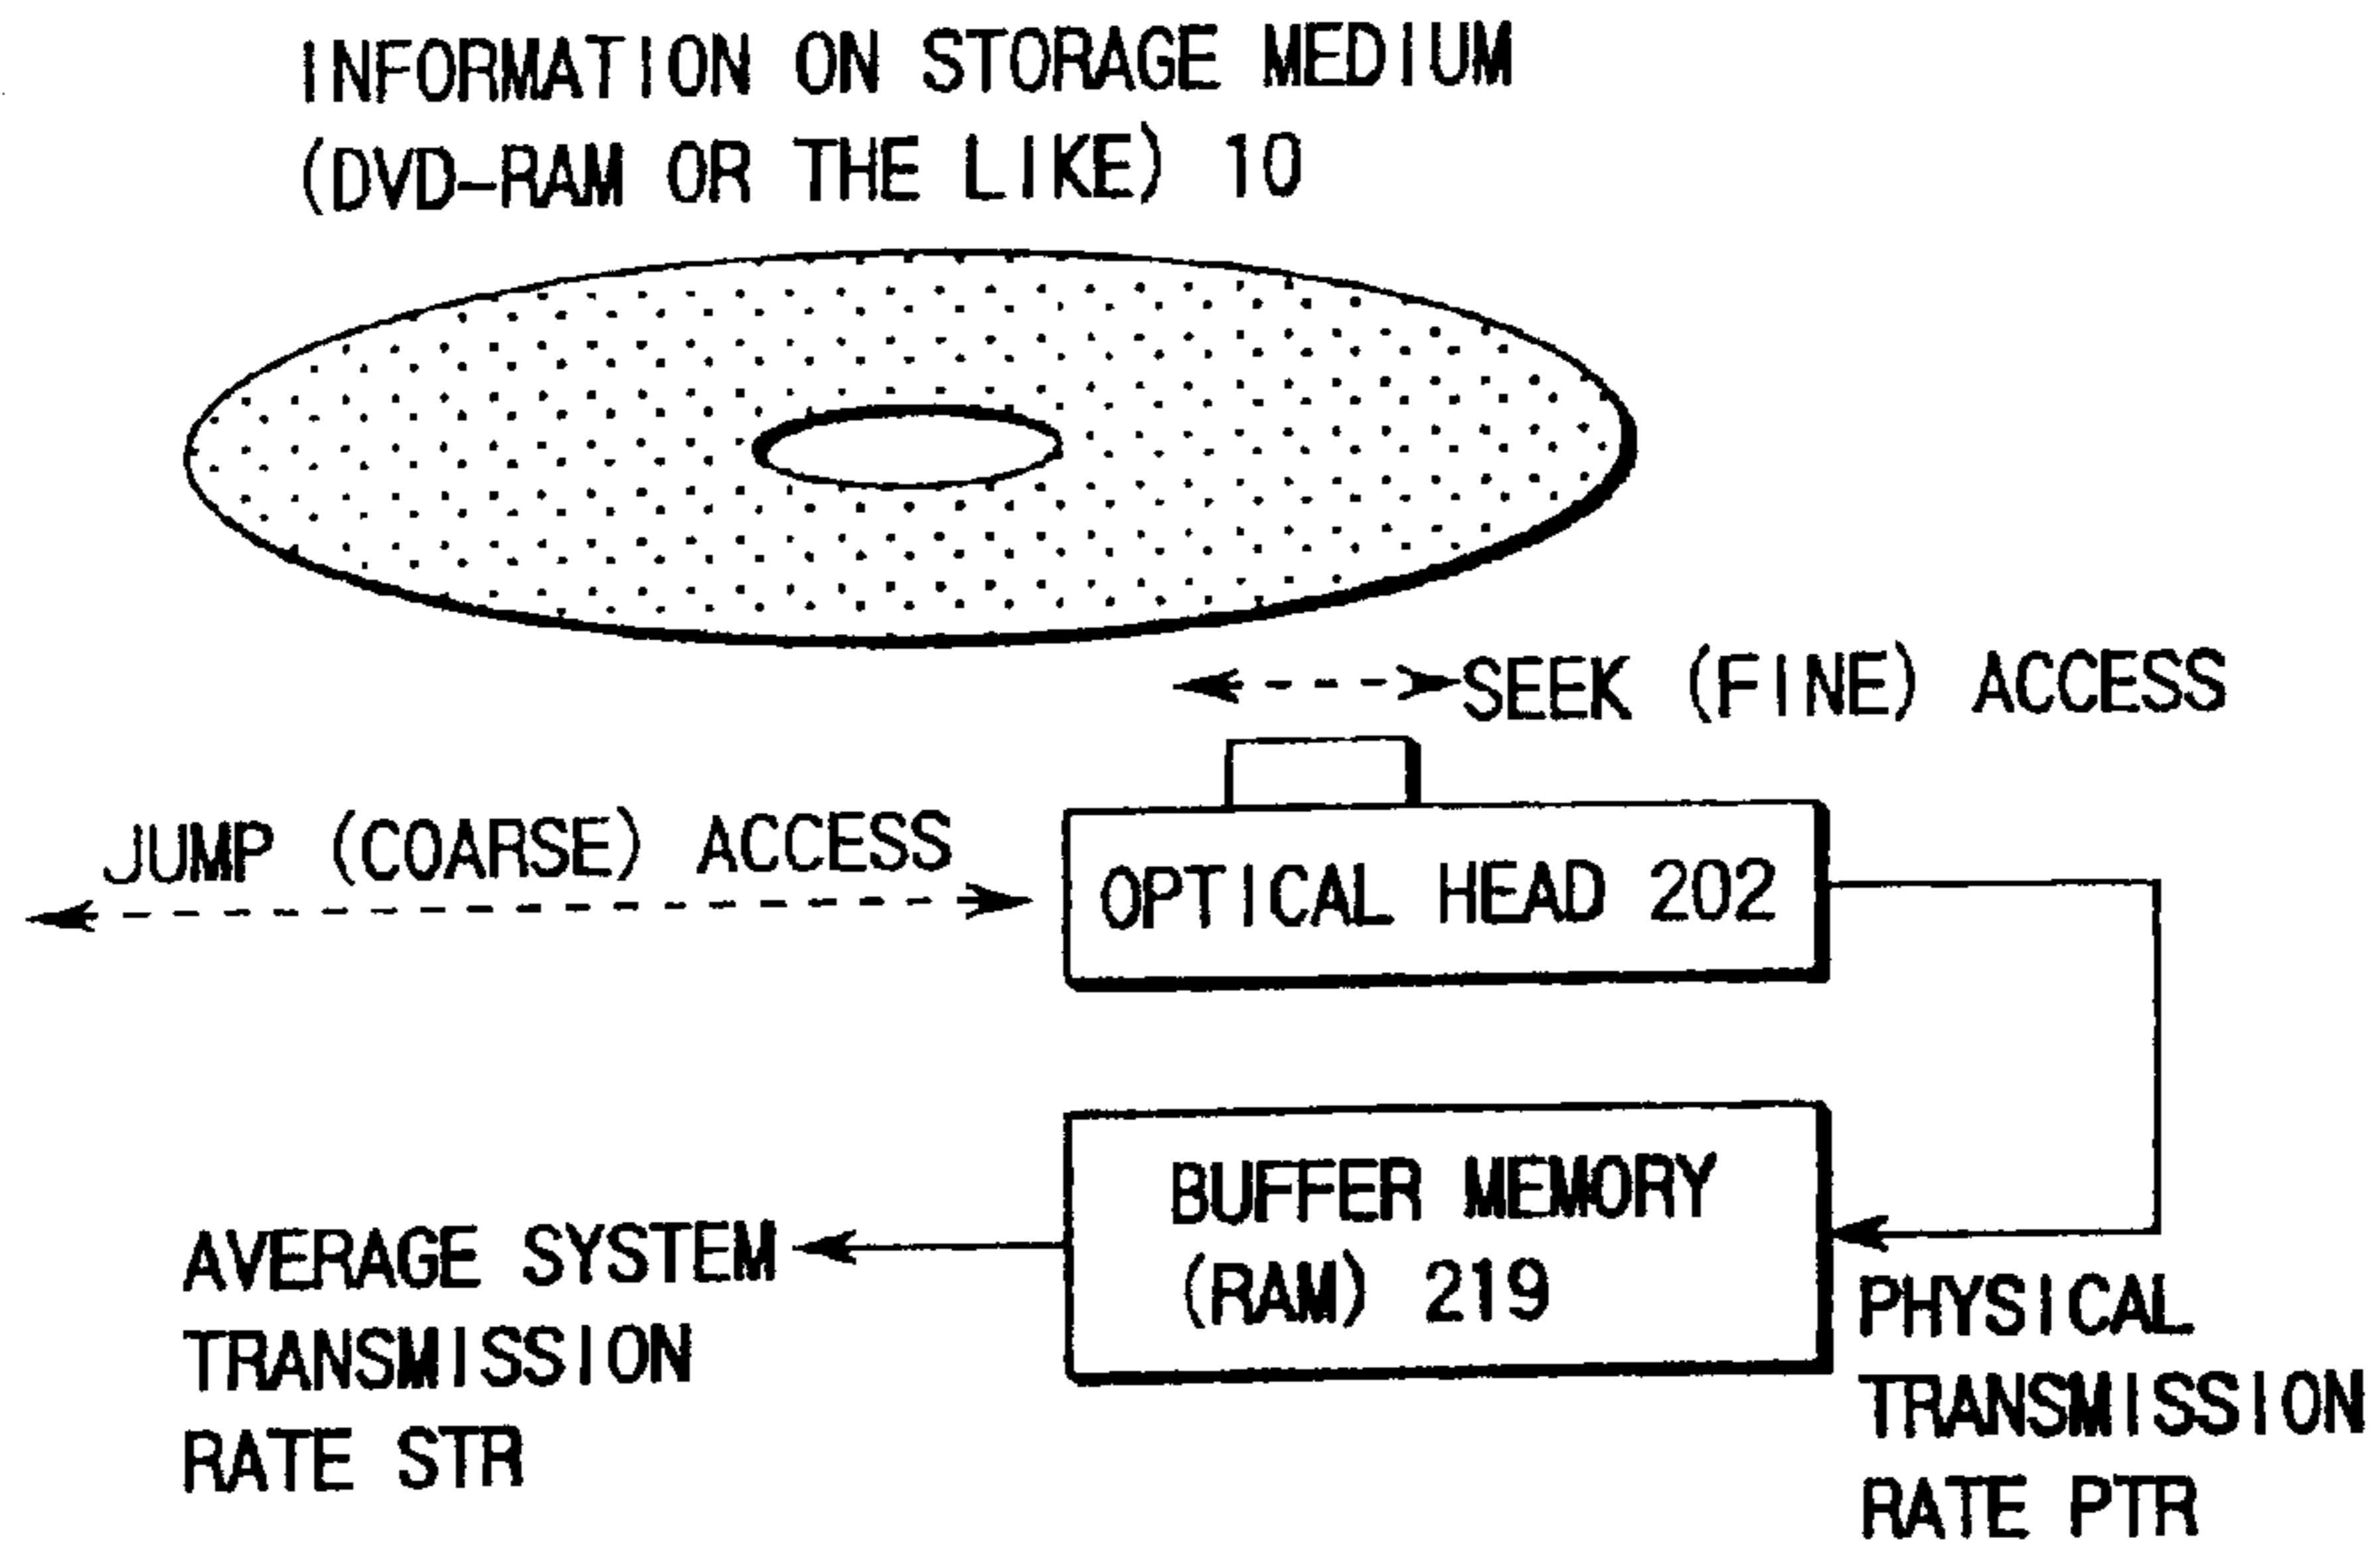 INFORMATION ON STORAGE MEDIUM
(DVD-RAM OR THE LIKE) 10
SEEK (FINE) ACCESS
JUMP (COARSE) ACCESS
OPTICAL HEAD 202
BUFFER MEMORY
(RAM) 219
AVERAGE SYSTEM
TRANSMISSION
RATE STR
PHYSICAL
TRANSMISSION
RATE PTR